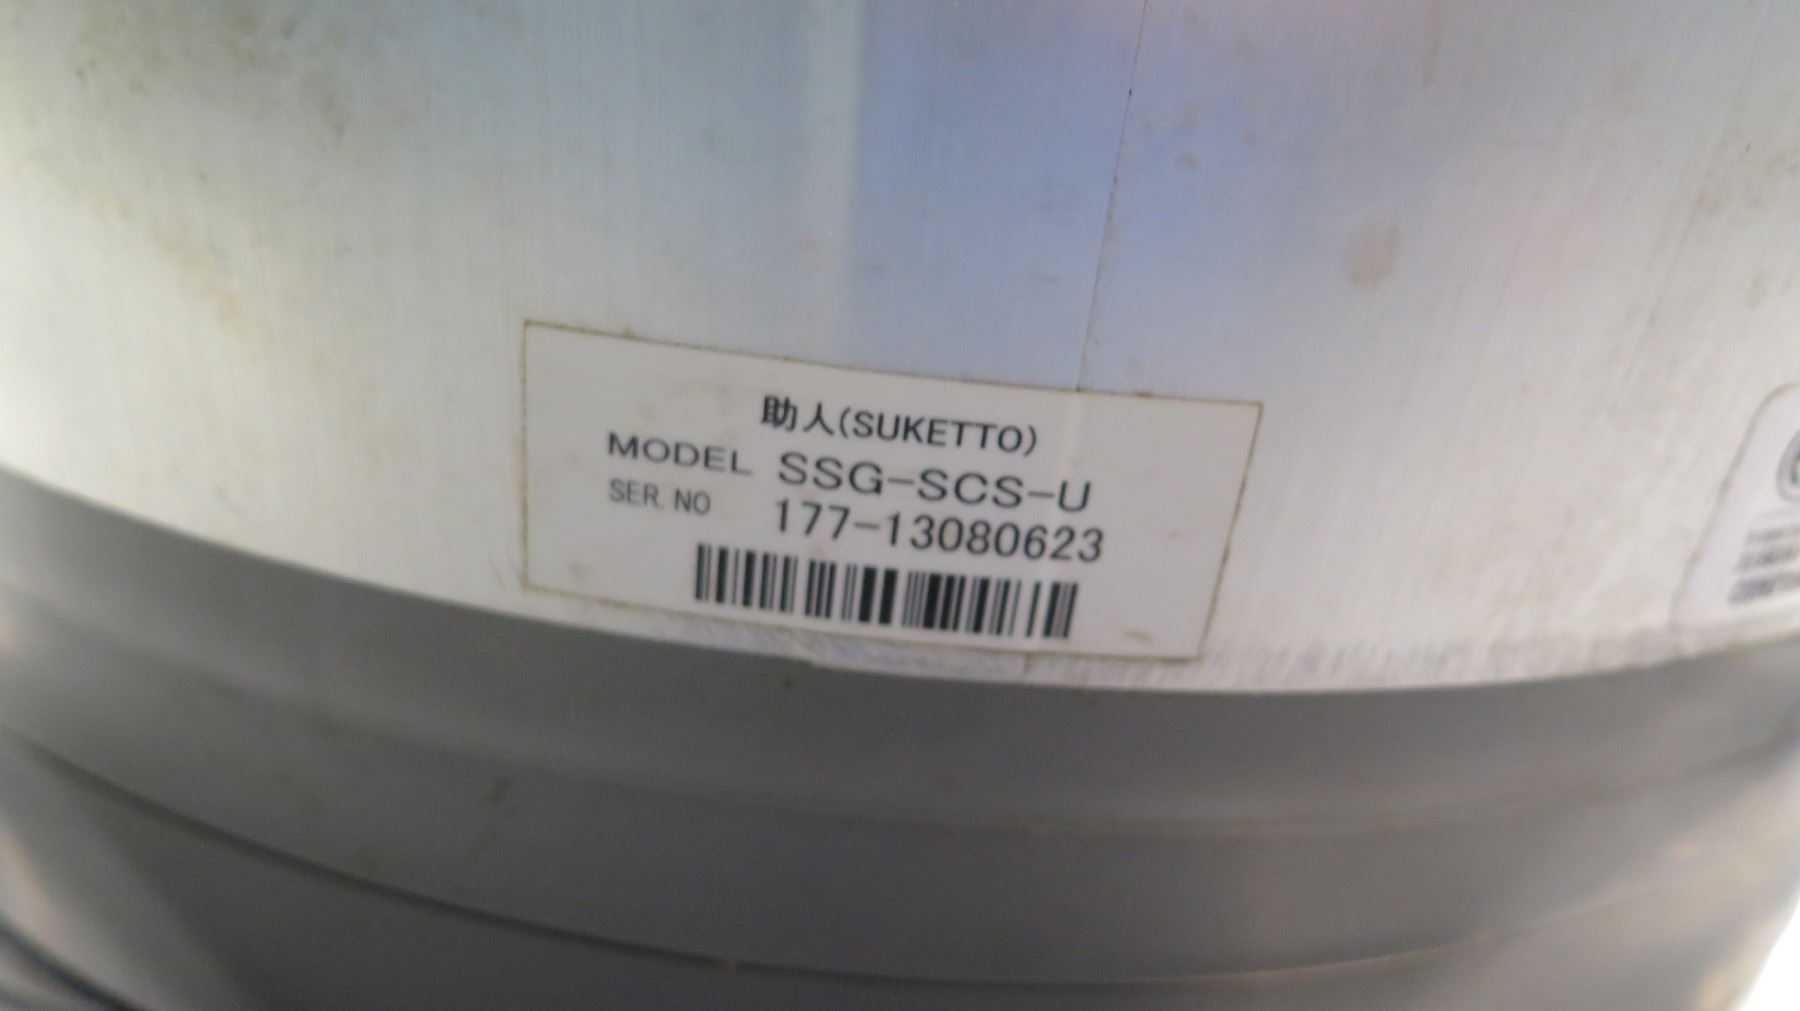 助人(SUKETTO)
MODEL SSG-SCS-U
SER. NO 177-13080623